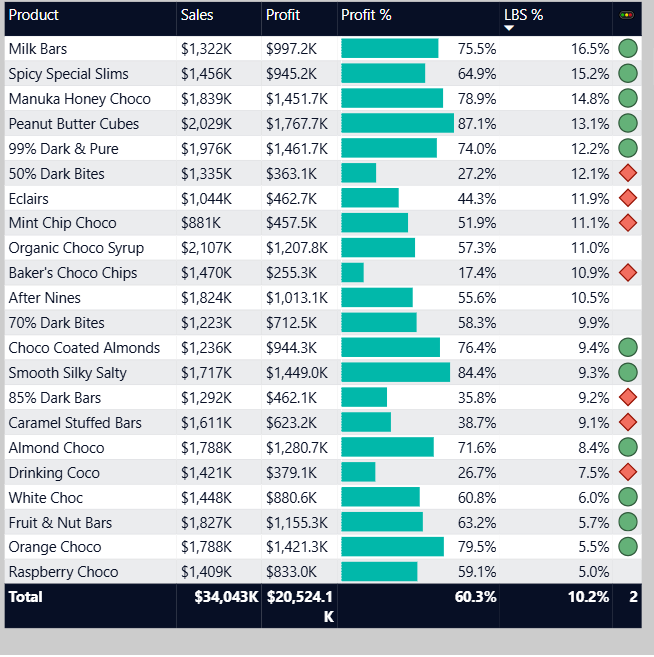 Product Sales Profit Profit % LBS %
Milk Bars $1,322K $997.2K 75.5% 16.5%
Spicy Special Slims $1,456K $945.2K 64.9% 15.2%
Manuka Honey Choco $1,839K $1,451.7K 78.9% 14.8%
Peanut Butter Cubes $2,029K $1,767.7K 87.1% 13.1%
99% Dark & Pure $1,976K $1,461.7K 74.0% 12.2%
50% Dark Bites $1,335K $363.1K 27.2% 12.1%
Eclairs $1,044K $462.7K 44.3% 11.9%
Mint Chip Choco $881K $457.5K 51.9% 11.1%
Organic Choco Syrup $2,107K $1,207.8K 57.3% 11.0%
Baker's Choco Chips $1,470K $255.3K 17.4% 10.9%
After Nines $1,824K $1,013.1K 55.6% 10.5%
70% Dark Bites $1,223K $712.5K 58.3% 9.9%
Choco Coated Almonds $1,236K $944.3K 76.4% 9.4%
Smooth Silky Salty $1,717K $1,449.0K 84.4% 9.3%
85% Dark Bars $1,292K $462.1K 35.8% 9.2%
Caramel Stuffed Bars $1,611K $623.2K 38.7% 9.1%
Almond Choco $1,788K $1,280.7K 71.6% 8.4%
Drinking Coco $1,421K $379.1K 26.7% 7.5%
White Choc $1,448K $880.6K 60.8% 6.0%
Fruit & Nut Bars $1,827K $1,155.3K 63.2% 5.7%
Orange Choco $1,788K $1,421.3K 79.5% 5.5%
Raspberry Choco $1,409K $833.0K 59.1% 5.0%
Total $34,043K $20,524.1 60.3% 10.2% 2
K